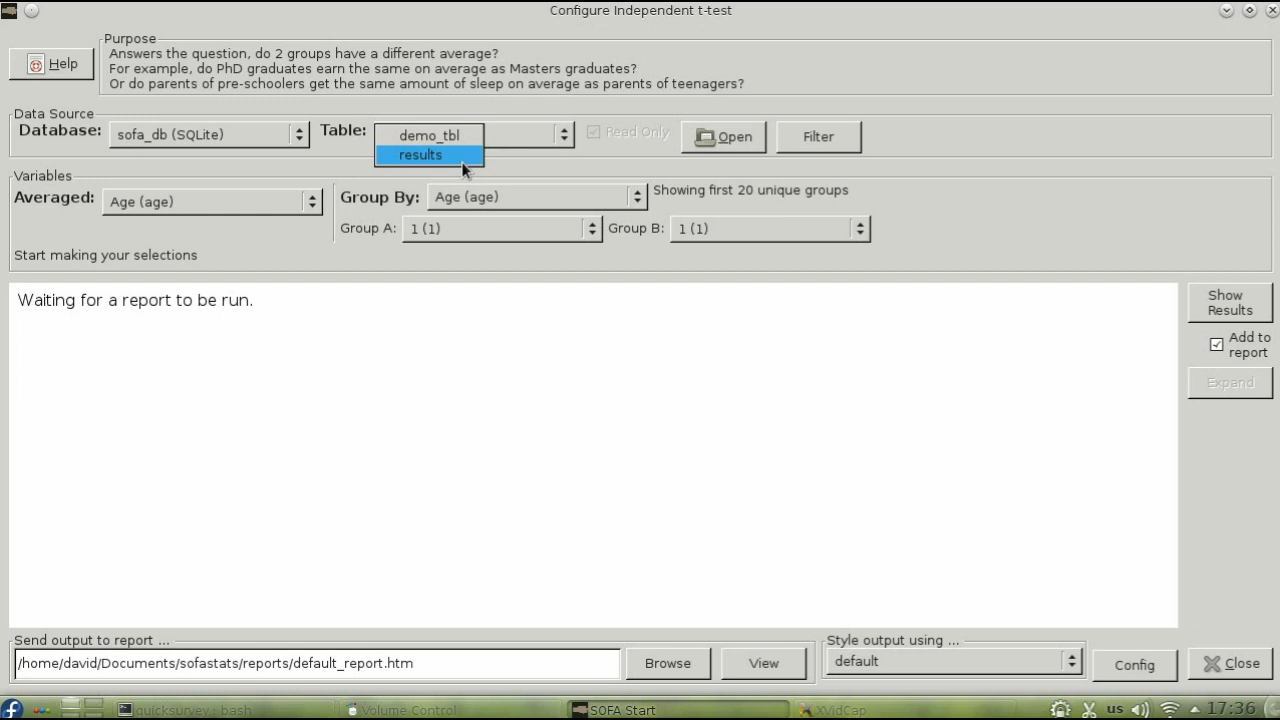 Configure Independent t-test
Purpose
Help
Answers the question, do 2 groups have a different average?
For example, do PhD graduates earn the same on average as Masters graduates?
Or do parents of pre-schoolers get the same amount of sleep on average as parents of teenagers?
Data Source
Database: sofa_db (SQLite) Table: demo_tbl Read Only Open Filter
results
Variables
Averaged: Age (age) Group By: Age (age) Showing first 20 unique groups
Group A: 1 (1) Group B: 1 (1)
Start making your selections
Waiting for a report to be run.
Show
Results
Add to
report
Expand
Send output to report ... Style output using ...
/home/david/Documents/sofastats/reports/default_report.htm Browse View default Config Close
quicksurvey : bash Volume Control SOFA Start XVidCap us 17:36